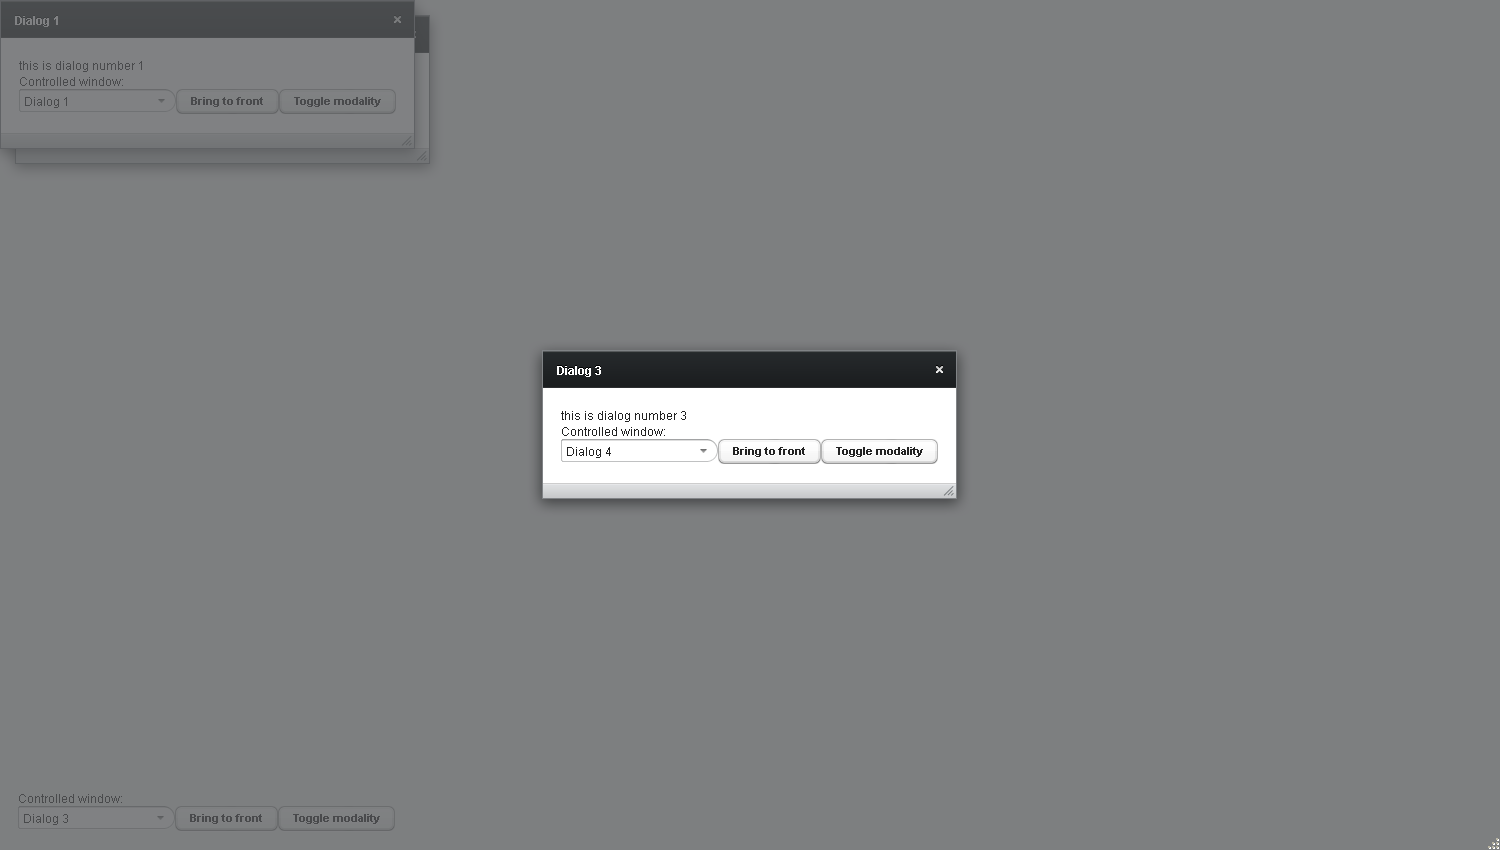 Dialog 1
this is dialog number 1
Controlled window:
Dialog 1 Bring to front Toggle modality
Dialog 3
this is dialog number 3
Controlled window:
Dialog 4 Bring to front Toggle modality
Controlled window:
Dialog 3 Bring to front Toggle modality